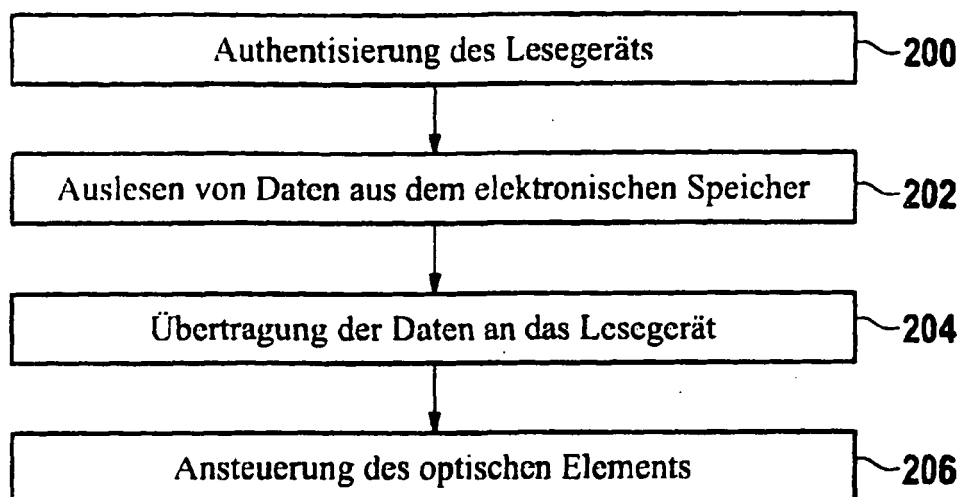 Authentisierung des Lesegeräts 200
Auslesen von Daten aus dem elektronischen Speicher 202
Übertragung der Daten an das Lesegerät 204
Ansteuerung des optischen Elements 206